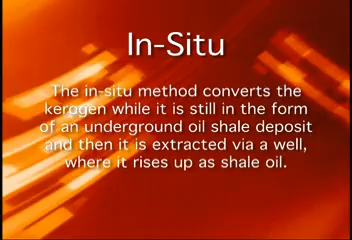 In-Situ
The in-situ method converts the
kerogen while it is still in the form
of an underground oil shale deposit
and then it is extracted via a well,
where it rises up as shale oil.